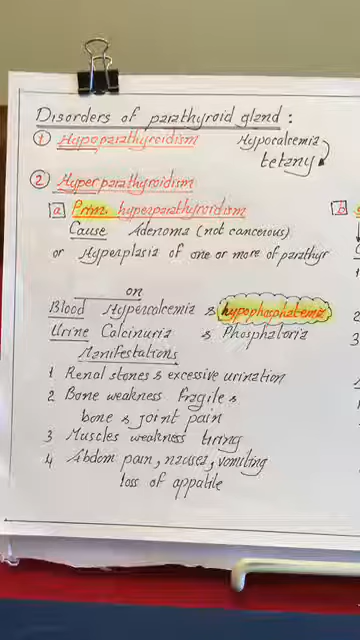 Disorders of parathyroid gland :
① Hypoparathyroidism Hypocalcemia
tetany
② Hyperparathyroidism
a Prim. hyperparathyroidism b
Cause Adenoma (not cancerous)
or Hyperplasia of one or more of parathyr
on
Blood Hypercalcemia & hypophosphatemia
Urine Calcinuria & Phosphatoria
Manifestations
1 Renal stones & excessive urination
2 Bone weakness fragile &
bone & joint pain
3 Muscles weakness tiring
4 Abdom. pain, nausea, vomiting
loss of appatite